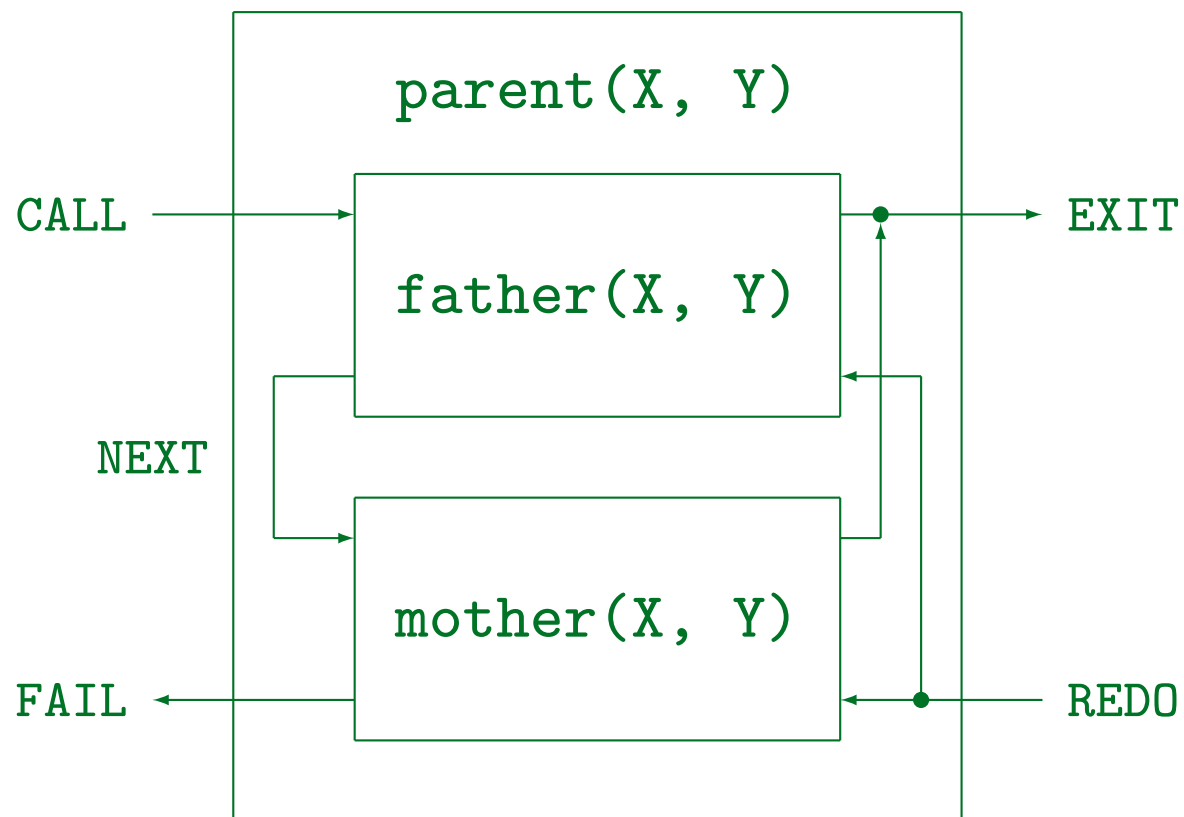 parent(X, Y)
CALL
EXIT
father(X, Y)
NEXT
mother(X, Y)
FAIL
REDO